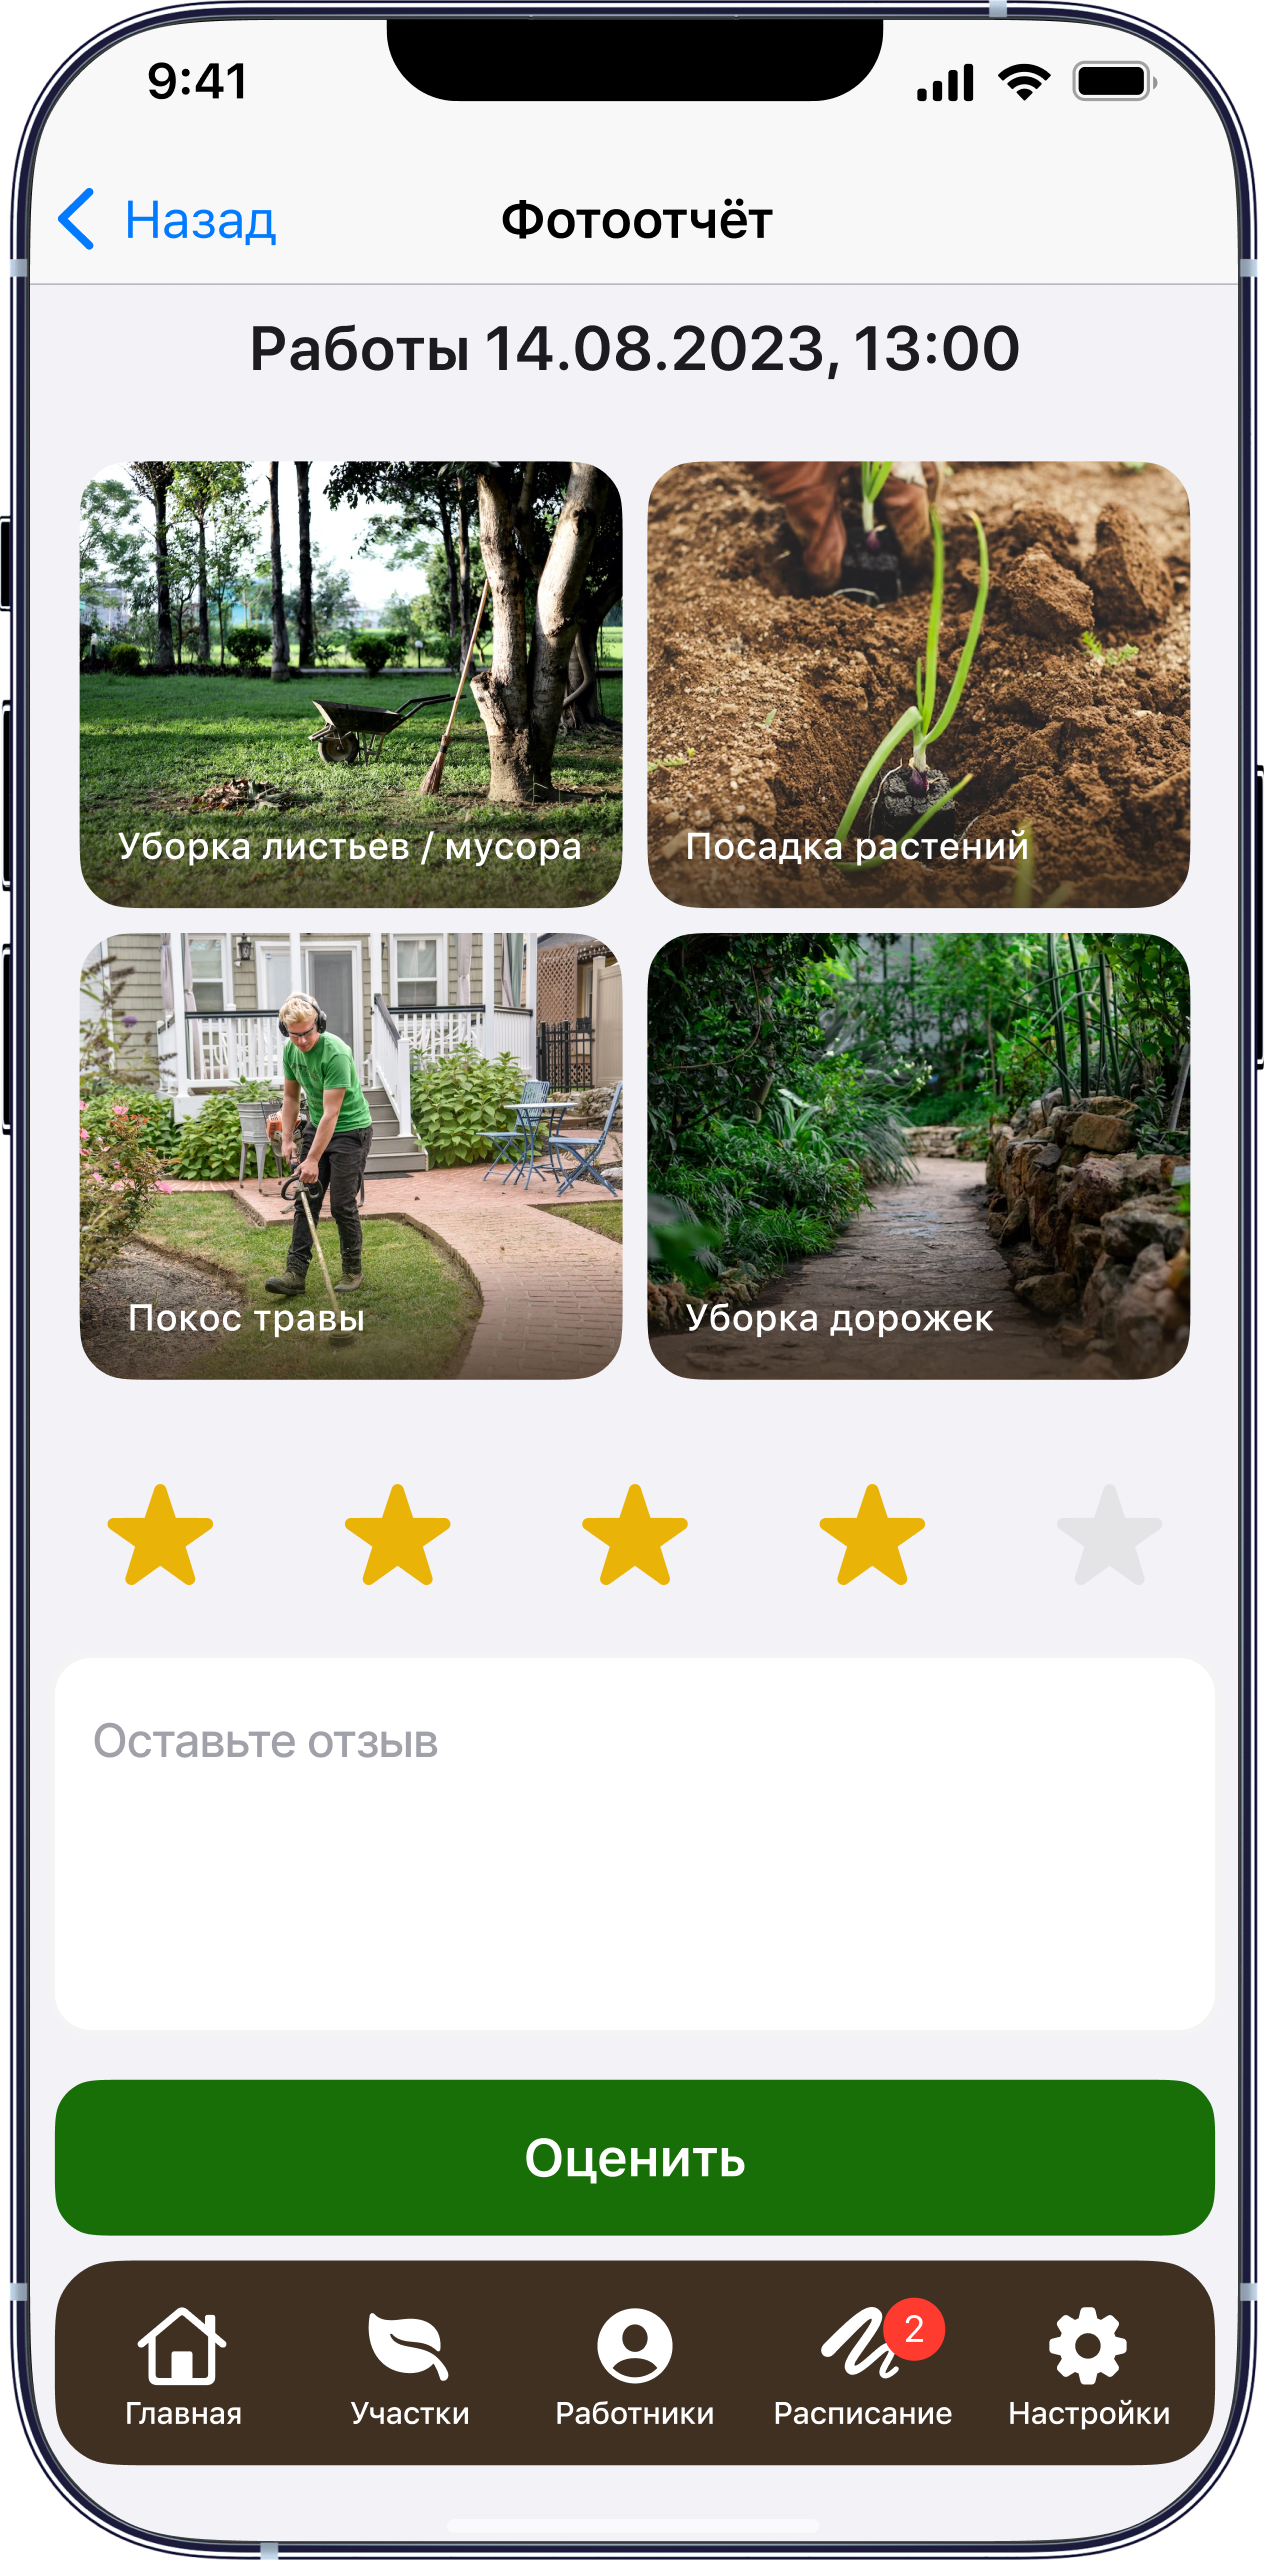 9:41
Назад
Фотоотчёт
Работы 14.08.2023, 13:00
Уборка листьев / мусора
Посадка растений
Покос травы
Уборка дорожек
Оставьте отзыв
Оценить
2
Главная
Участки
Работники
Расписание
Настройки